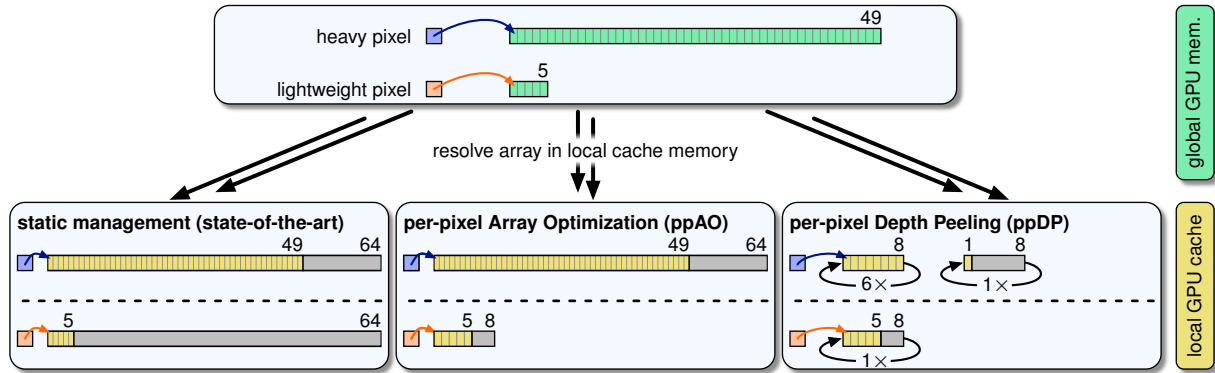 heavy pixel
49
lightweight pixel
5
global GPU mem.
resolve array in local cache memory
static management (state-of-the-art)
49
64
5
64
per-pixel Array Optimization (ppAO)
49
64
5
8
per-pixel Depth Peeling (ppDP)
8
1
8
6×
1×
5
8
1×
local GPU cache